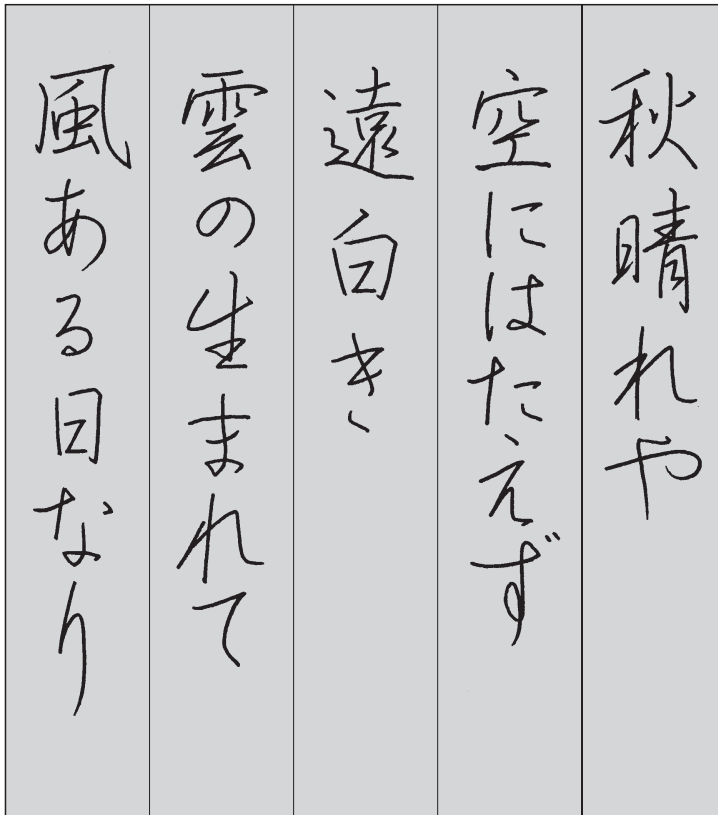 秋晴れや
空にはたえず
遠白き
雲の生まれて
風ある日なり